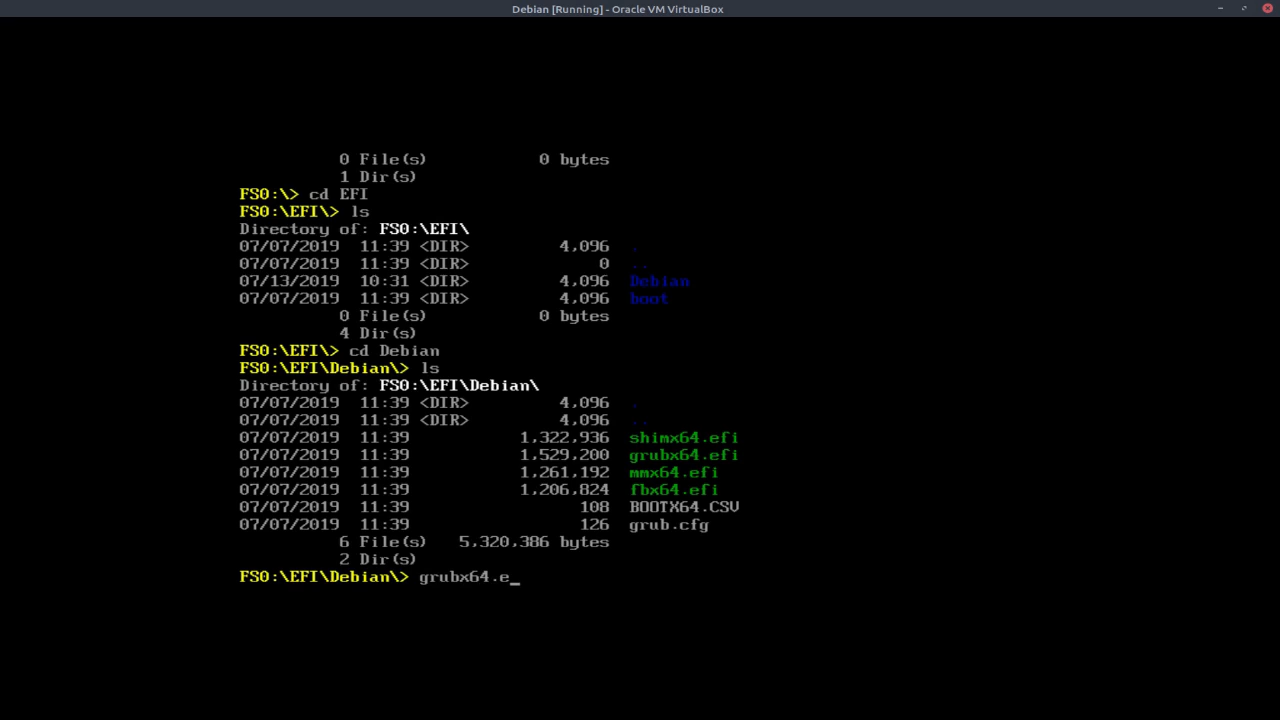 Debian [Running] - Oracle VM VirtualBox
0 File(s) 0 bytes
1 Dir(s)
FS0:\> cd EFI
FS0:\EFI\> ls
Directory of: FS0:\EFI\
07/07/2019 11:39 <DIR> 4,096 .
07/07/2019 11:39 <DIR> 0 ..
07/13/2019 10:31 <DIR> 4,096 Debian
07/07/2019 11:39 <DIR> 4,096 boot
0 File(s) 0 bytes
4 Dir(s)
FS0:\EFI\> cd Debian
FS0:\EFI\Debian\> ls
Directory of: FS0:\EFI\Debian\
07/07/2019 11:39 <DIR> 4,096 .
07/07/2019 11:39 <DIR> 4,096 ..
07/07/2019 11:39 1,322,936 shimx64.efi
07/07/2019 11:39 1,529,200 grubx64.efi
07/07/2019 11:39 1,261,192 mmx64.efi
07/07/2019 11:39 1,206,824 fbx64.efi
07/07/2019 11:39 108 BOOTX64.CSV
07/07/2019 11:39 126 grub.cfg
6 File(s) 5,320,386 bytes
2 Dir(s)
FS0:\EFI\Debian\> grubx64.e_